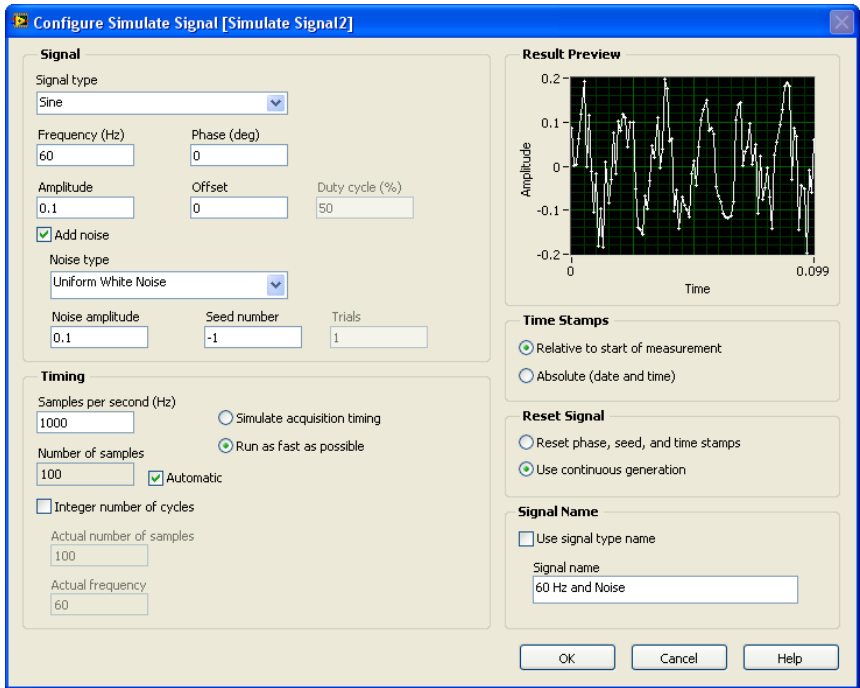 Configure Simulate Signal [Simulate Signal2]
Signal
Signal type
Sine
Frequency (Hz) Phase (deg)
60 0
Amplitude Offset Duty cycle (%)
0.1 0 50
Add noise
Noise type
Uniform White Noise
Noise amplitude Seed number Trials
0.1 -1 1
Timing
Samples per second (Hz)
1000
Simulate acquisition timing
Run as fast as possible
Number of samples
100 Automatic
Integer number of cycles
Actual number of samples
100
Actual frequency
60
Result Preview
Amplitude
0.2
0.1
0
-0.1
-0.2
0 0.099
Time
Time Stamps
Relative to start of measurement
Absolute (date and time)
Reset Signal
Reset phase, seed, and time stamps
Use continuous generation
Signal Name
Use signal type name
Signal name
60 Hz and Noise
OK Cancel Help